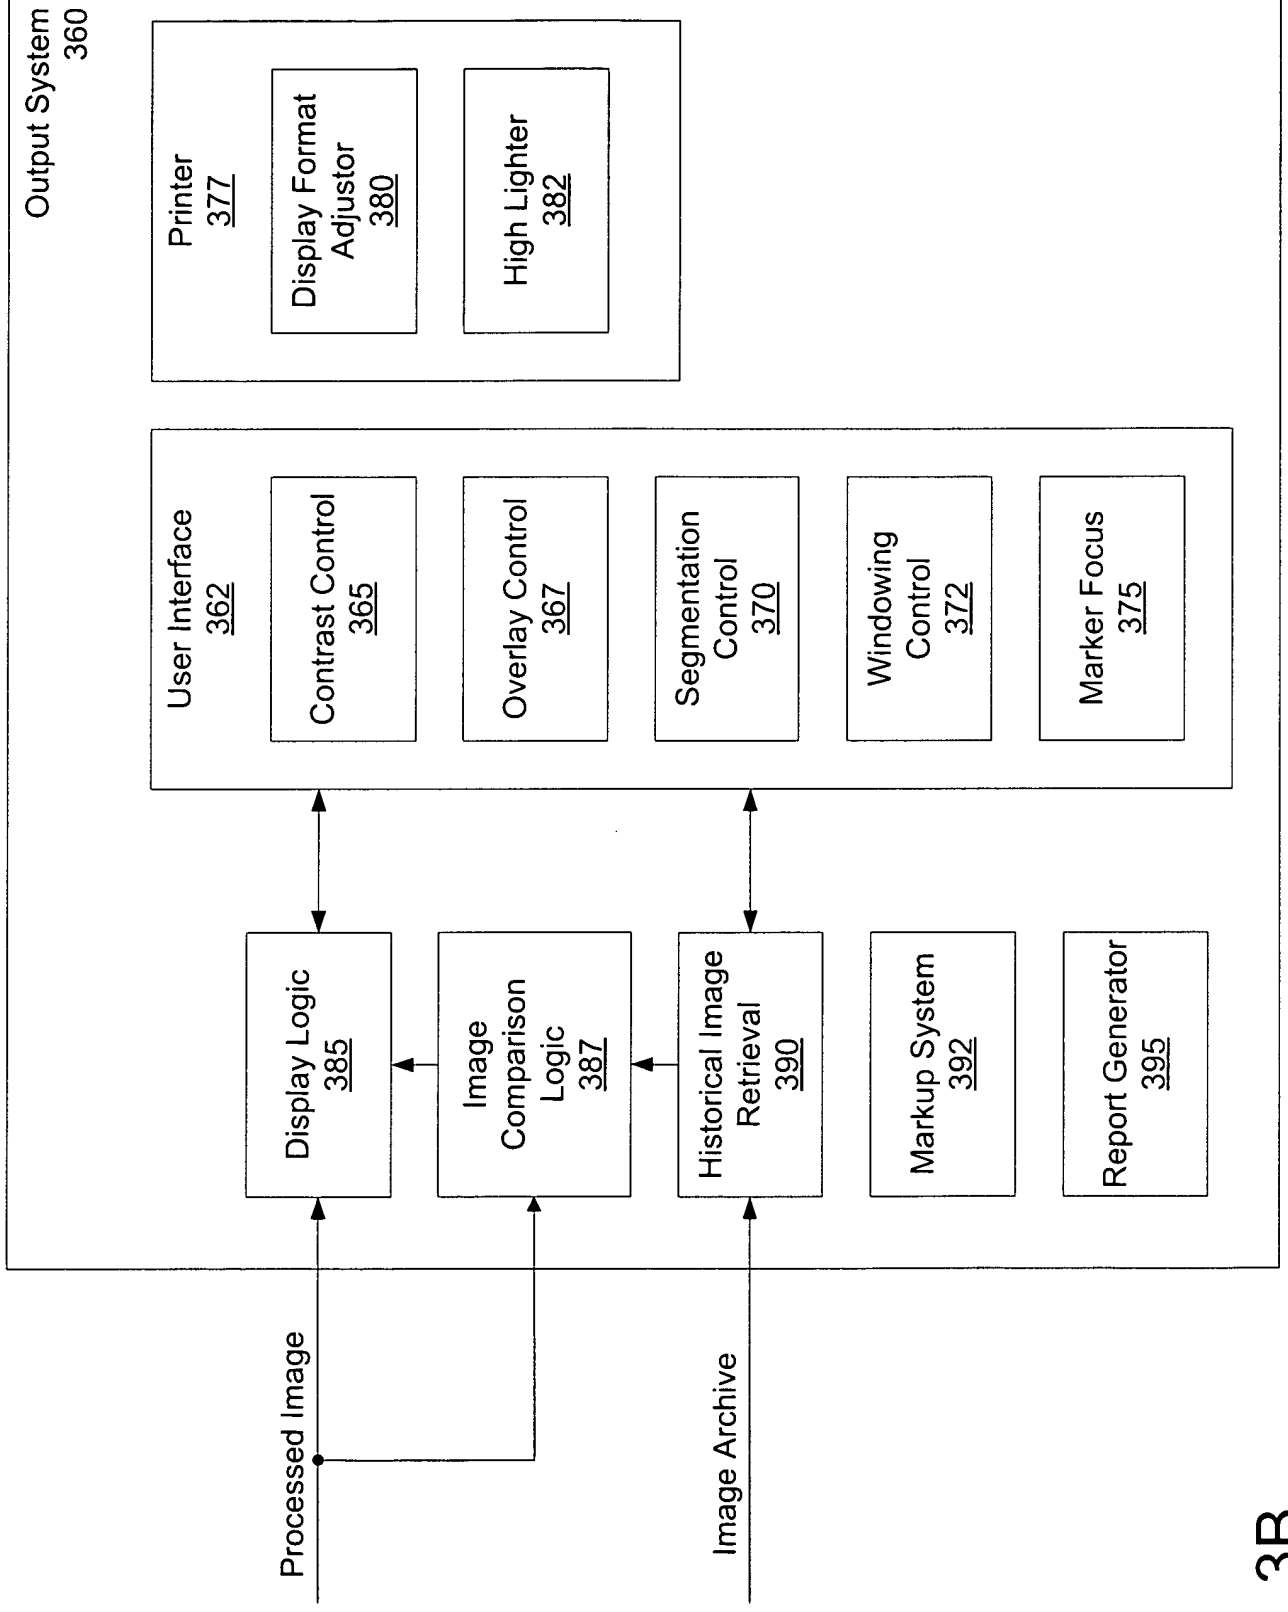 Output System
360
Processed Image
Image Archive
Display Logic
385
Image
Comparison
Logic
387
Historical Image
Retrieval
390
Markup System
392
Report Generator
395
User Interface
362
Contrast Control
365
Overlay Control
367
Segmentation
Control
370
Windowing
Control
372
Marker Focus
375
Printer
377
Display Format
Adjustor
380
High Lighter
382
3B